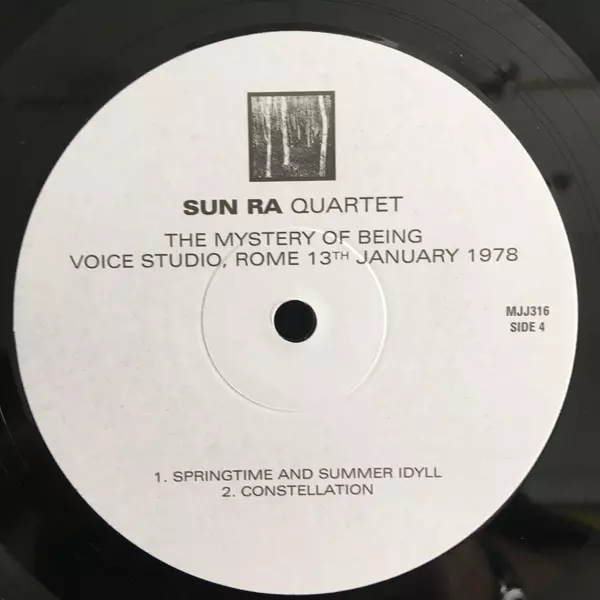 SUN RA QUARTET
THE MYSTERY OF BEING
VOICE STUDIO, ROME 13TH JANUARY 1978
MJJ316
SIDE 4
1. SPRINGTIME AND SUMMER IDYLL
2. CONSTELLATION